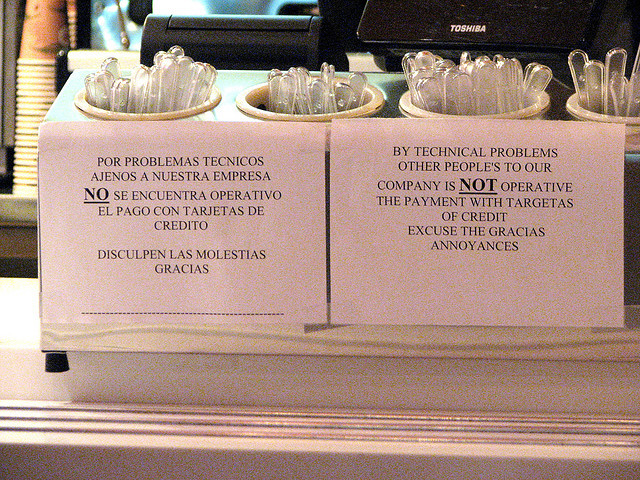 TOSHIBA
POR PROBLEMAS TECNICOS
AJENOS A NUESTRA EMPRESA
NO SE ENCUENTRA OPERATIVO
EL PAGO CON TARJETAS DE
CREDITO
DISCULPEN LAS MOLESTIAS
GRACIAS
BY TECHNICAL PROBLEMS
OTHER PEOPLE'S TO OUR
COMPANY IS NOT OPERATIVE
THE PAYMENT WITH TARGETAS
OF CREDIT
EXCUSE THE GRACIAS
ANNOYANCES